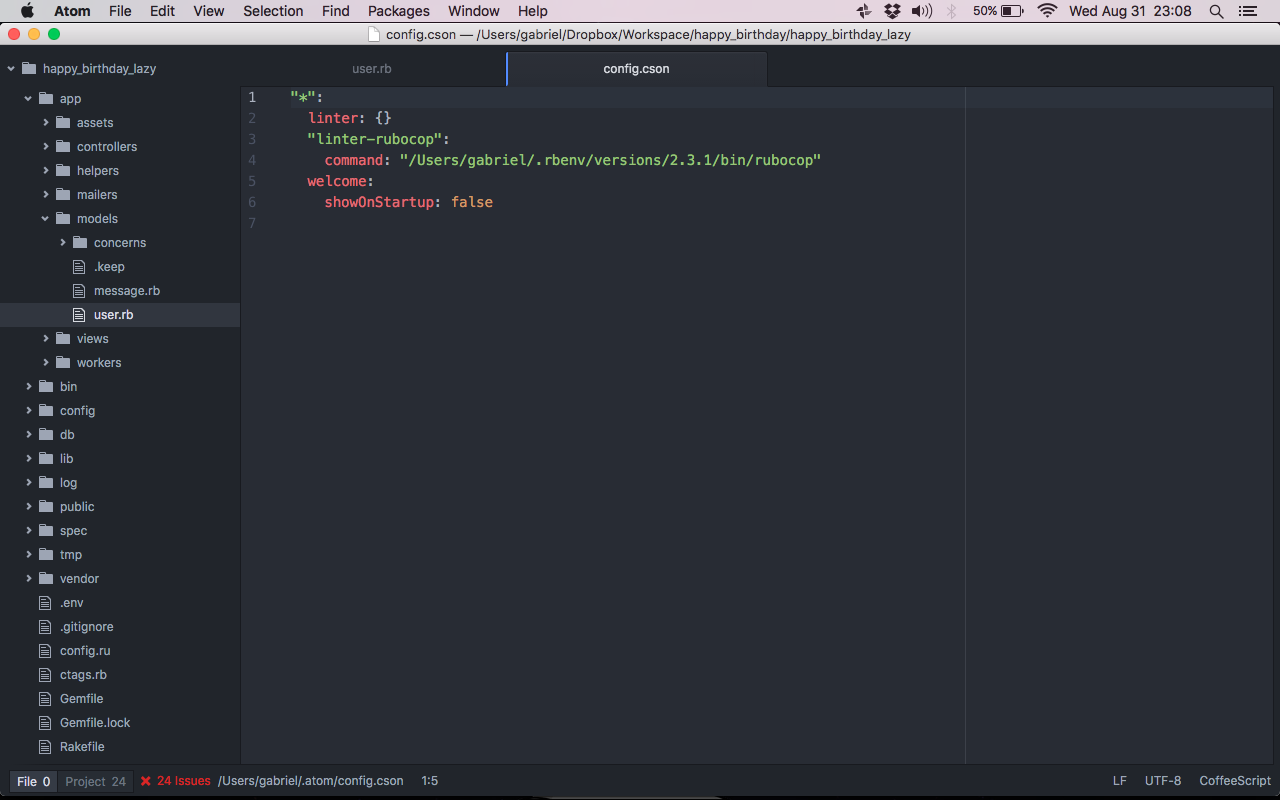 Atom File Edit View Selection Find Packages Window Help 50% Wed Aug 31 23:08
config.cson — /Users/gabriel/Dropbox/Workspace/happy_birthday/happy_birthday_lazy
happy_birthday_lazy
app
assets
controllers
helpers
mailers
models
concerns
.keep
message.rb
user.rb
views
workers
bin
config
db
lib
log
public
spec
tmp
vendor
.env
.gitignore
config.ru
ctags.rb
Gemfile
Gemfile.lock
Rakefile
user.rb config.cson
1 "*":
2 linter: {}
3 "linter-rubocop":
4 command: "/Users/gabriel/.rbenv/versions/2.3.1/bin/rubocop"
5 welcome:
6 showOnStartup: false
7
File 0 Project 24 24 Issues /Users/gabriel/.atom/config.cson 1:5 LF UTF-8 CoffeeScript